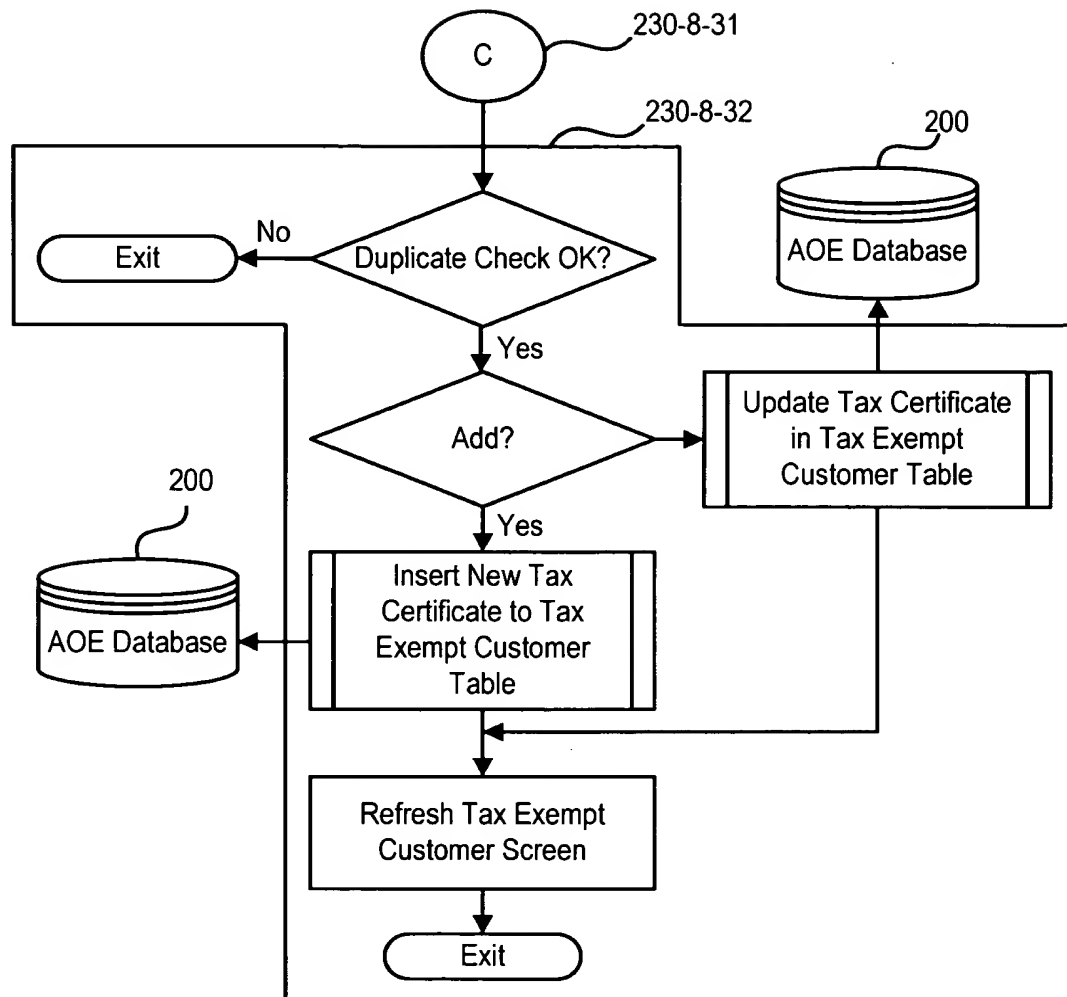 230-8-31
C
230-8-32
200
No
Exit
Duplicate Check OK?
AOE Database
Yes
Update Tax Certificate
in Tax Exempt
Customer Table
Add?
200
Yes
Insert New Tax
Certificate to Tax
Exempt Customer
Table
AOE Database
Refresh Tax Exempt
Customer Screen
Exit